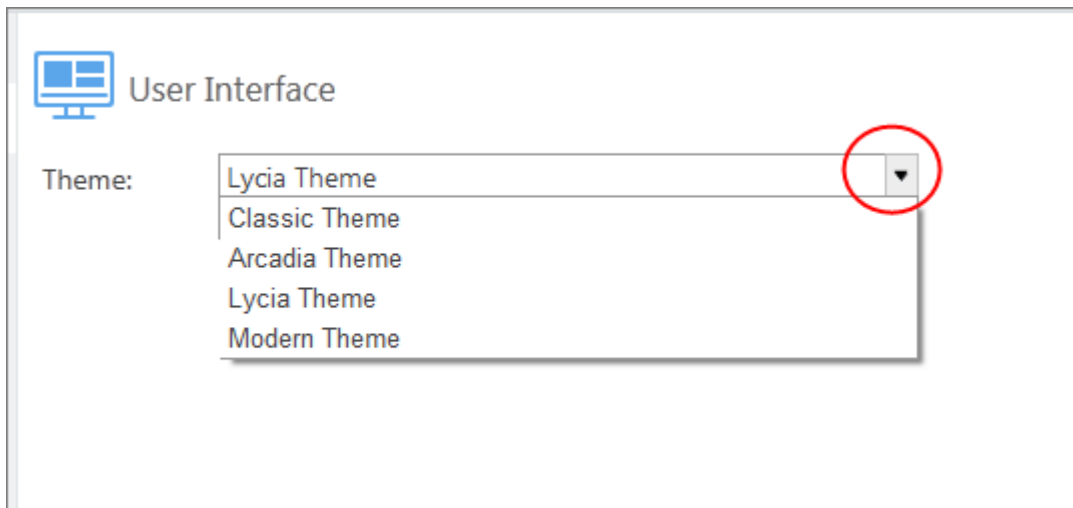 User Interface
Theme: Lycia Theme
Classic Theme
Arcadia Theme
Lycia Theme
Modern Theme